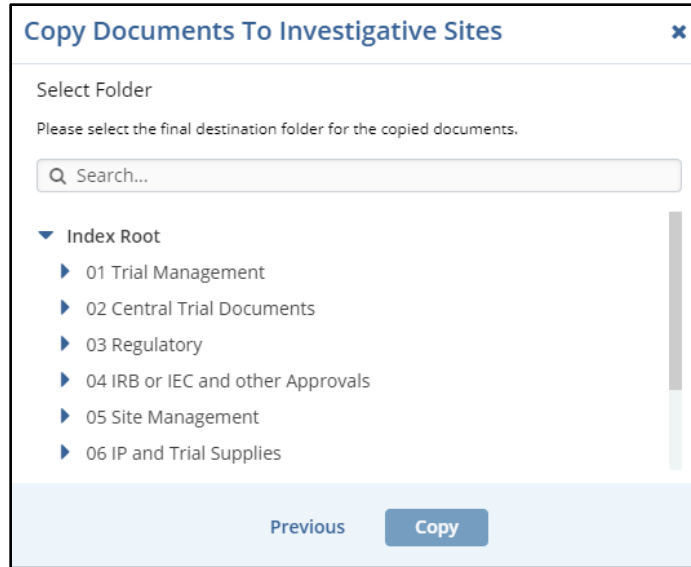 Copy Documents To Investigative Sites
Select Folder
Please select the final destination folder for the copied documents.
Search...
Index Root
01 Trial Management
02 Central Trial Documents
03 Regulatory
04 IRB or IEC and other Approvals
05 Site Management
06 IP and Trial Supplies
Previous Copy